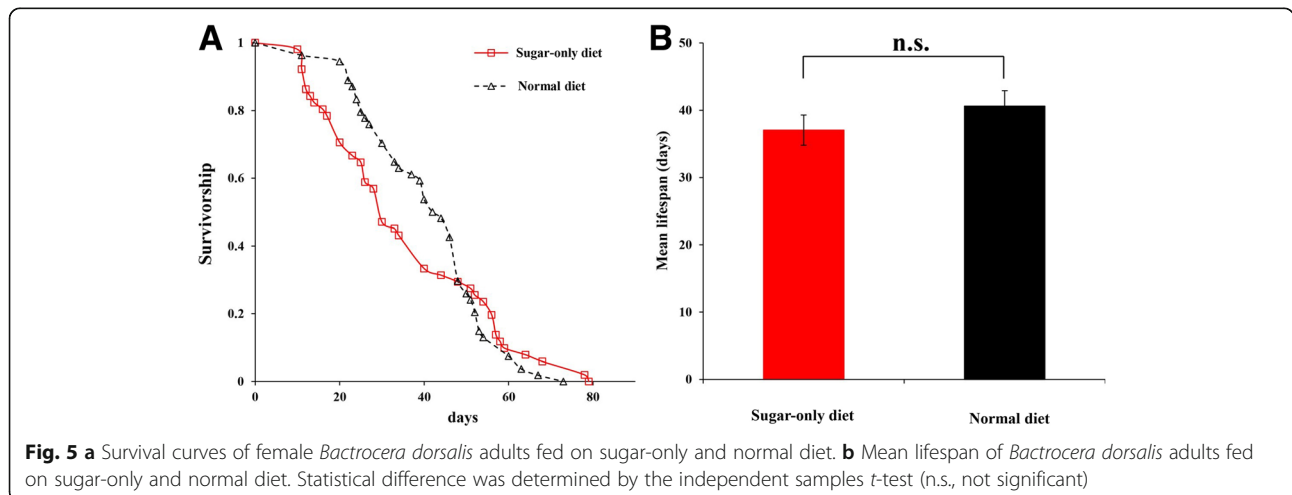 A
1
0.8
0.6
0.4
0.2
0
Survivorship
0
20
40
60
80
days
Sugar-only diet
Normal diet
B
50
40
30
20
10
0
Mean lifespan (days)
n.s.
Sugar-only diet
Normal diet
Fig. 5 a Survival curves of female Bactrocera dorsalis adults fed on sugar-only and normal diet. b Mean lifespan of Bactrocera dorsalis adults fed
on sugar-only and normal diet. Statistical difference was determined by the independent samples t-test (n.s., not significant)